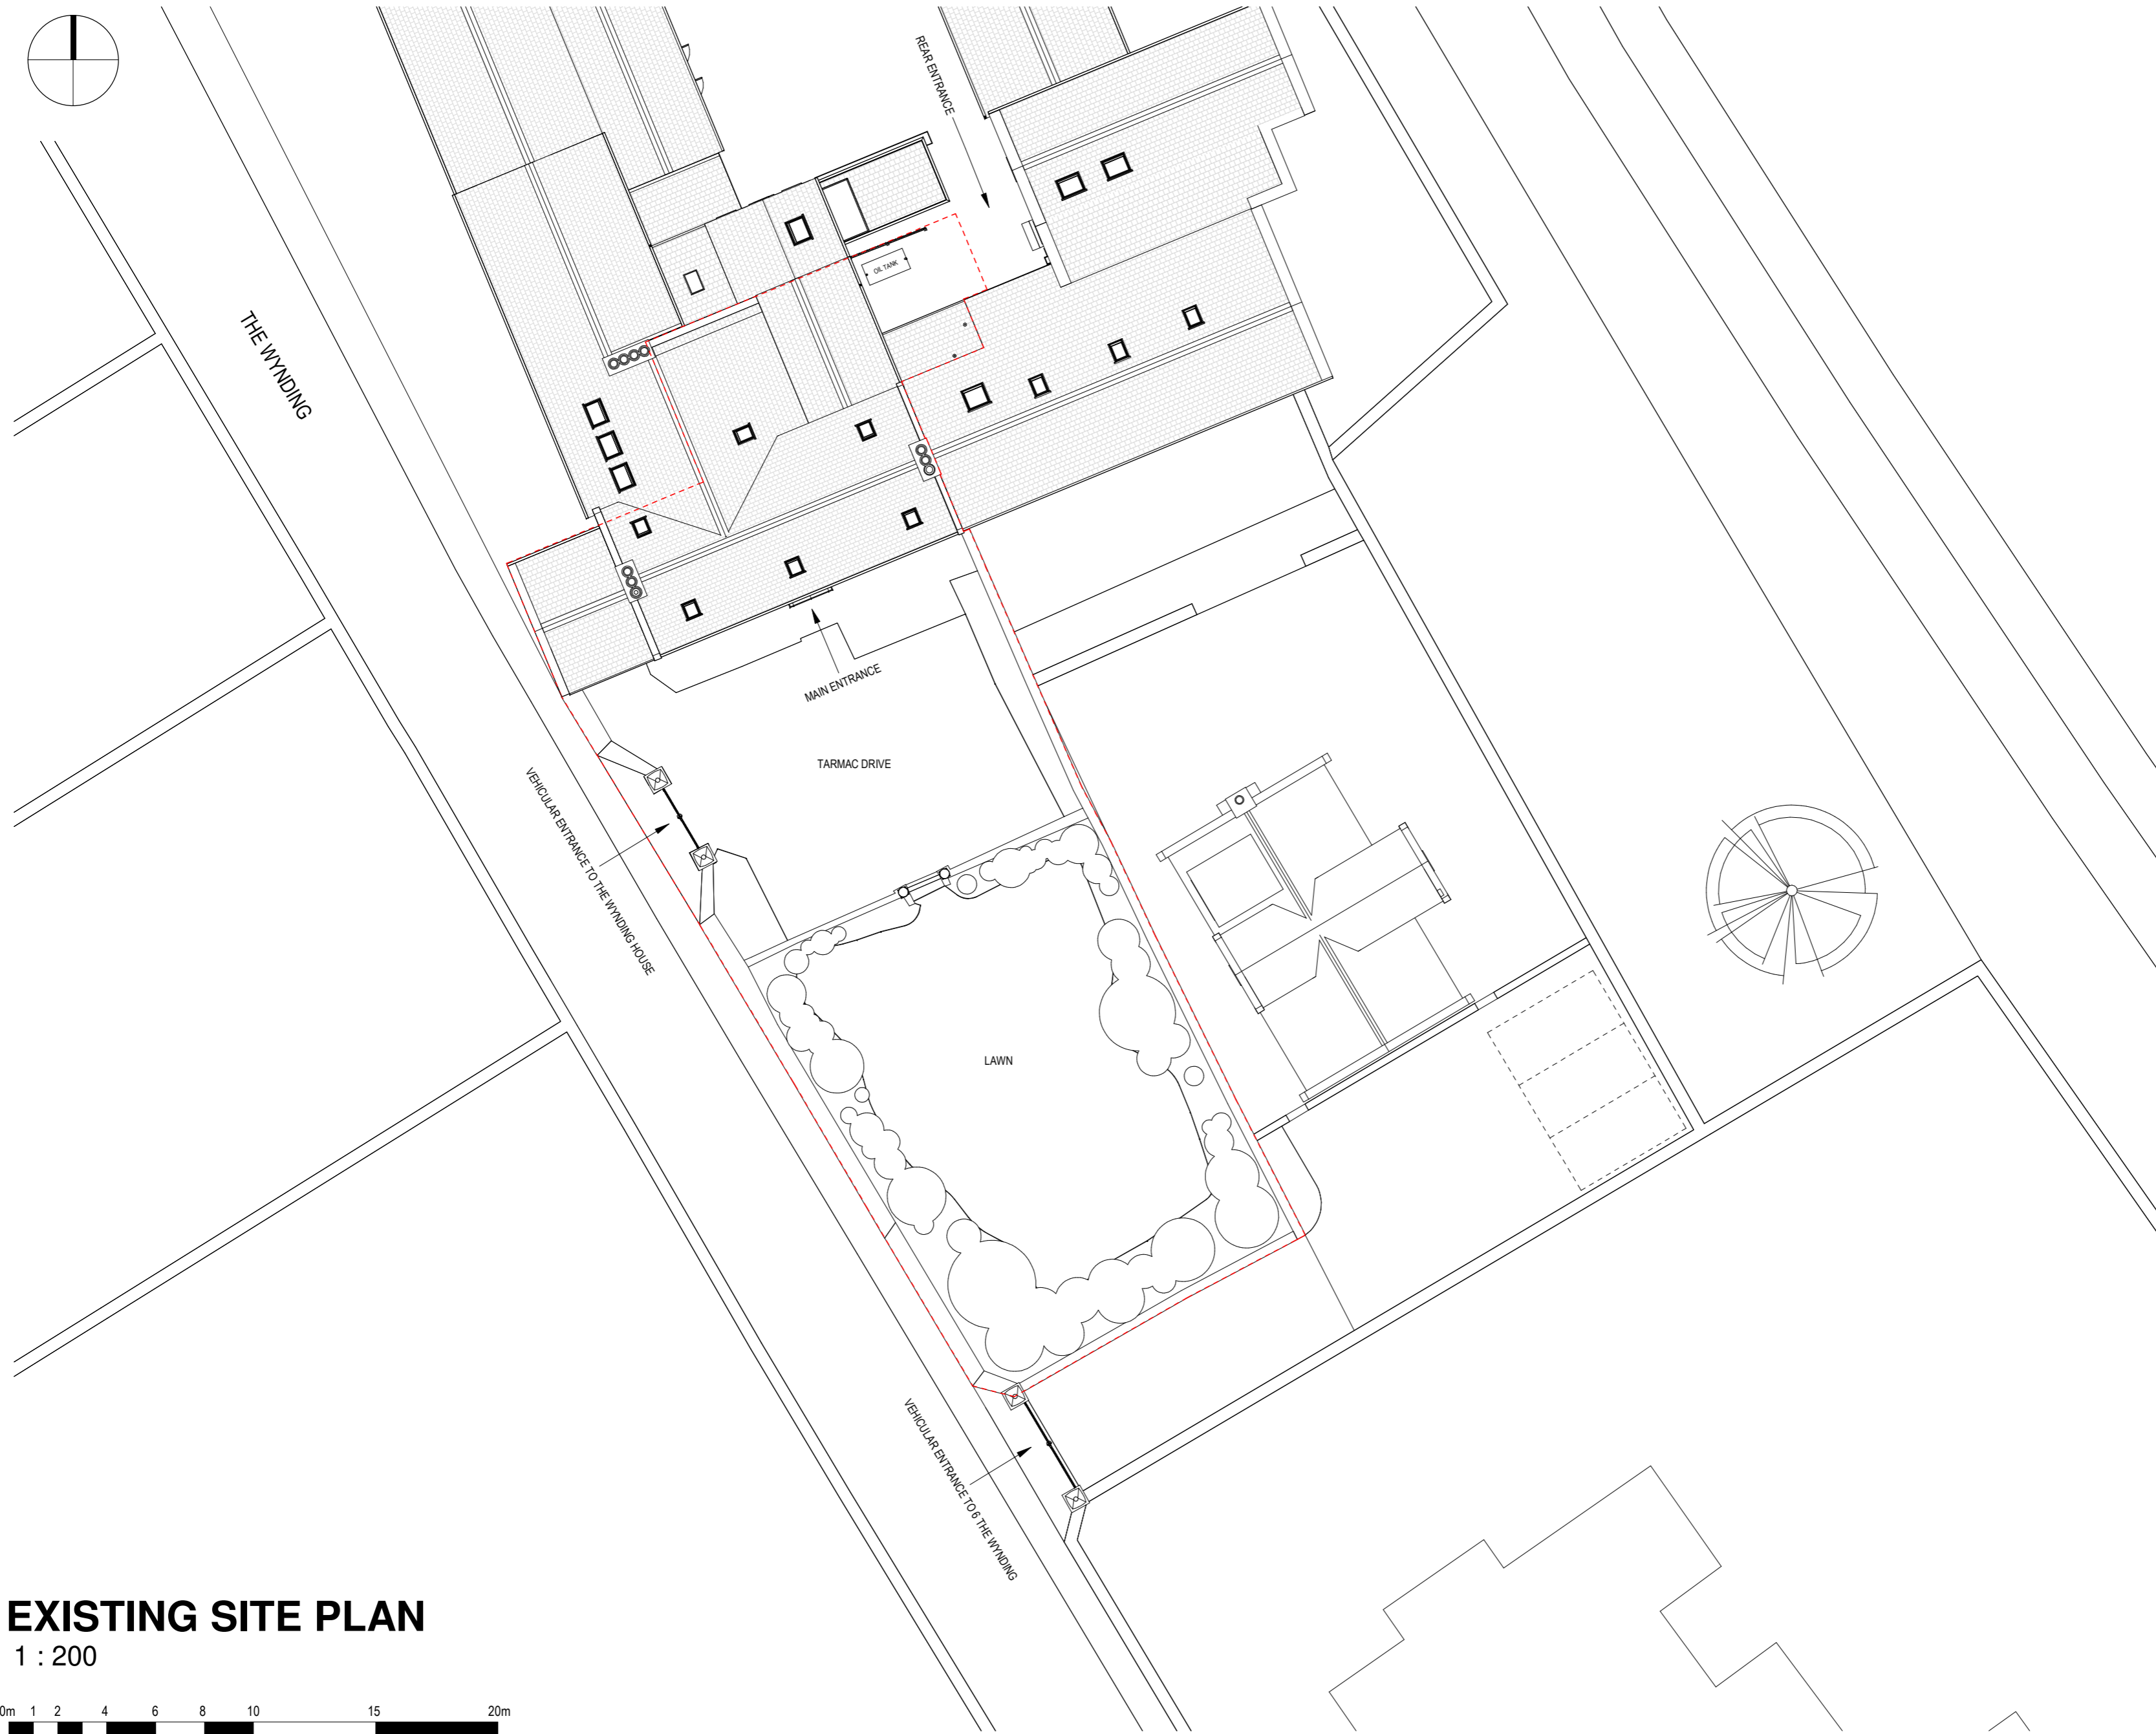 REAR ENTRANCE
OIL TANK
THE WYNDING
MAIN ENTRANCE
TARMAC DRIVE
VEHICULAR ENTRANCE TO THE WYNDING HOUSE
LAWN
VEHICULAR ENTRANCE TO 6 THE WYNDING
EXISTING SITE PLAN
1 : 200
0m 1 2 4 6 8 10 15 20m